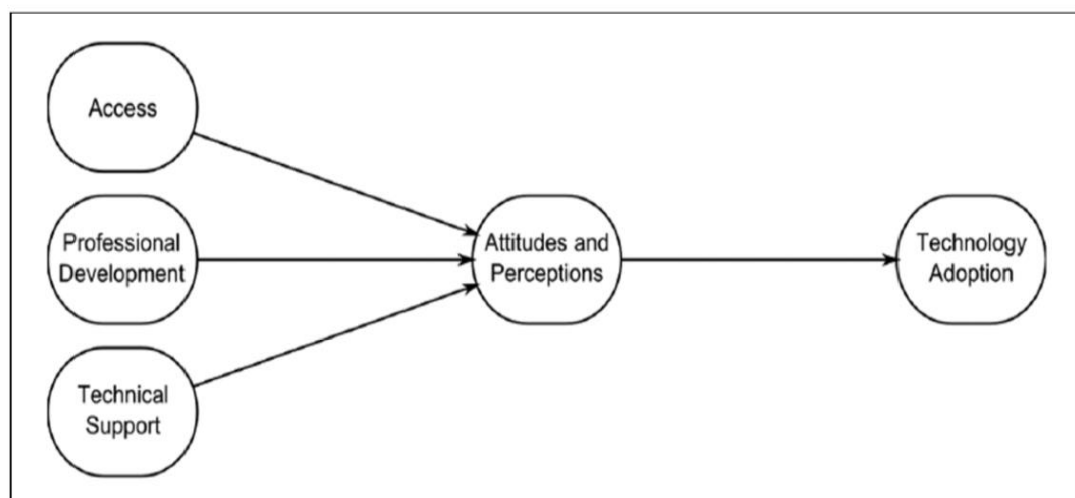 Access
Professional
Development
Attitudes and
Perceptions
Technology
Adoption
Technical
Support